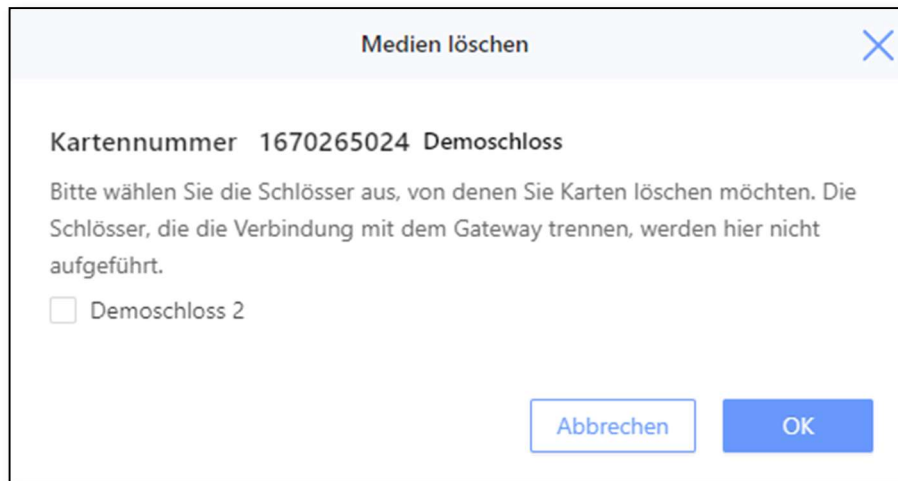 Medien löschen
Kartennummer 1670265024 Demoschloss
Bitte wählen Sie die Schlösser aus, von denen Sie Karten löschen möchten. Die
Schlösser, die die Verbindung mit dem Gateway trennen, werden hier nicht
aufgeführt.
Demoschloss 2
Abbrechen OK